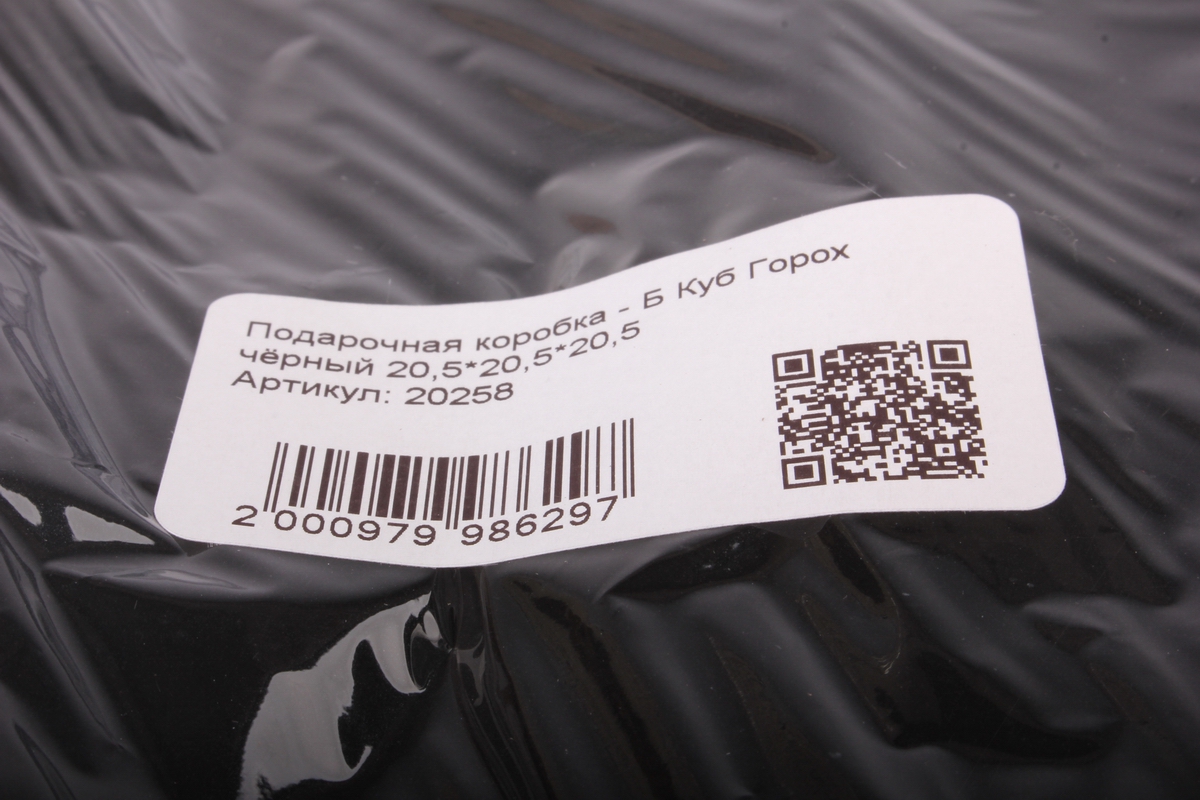 Подарочная коробка - Б Куб Горох
чёрный 20,5*20,5*20,5
Артикул: 20258
2 000979 986297